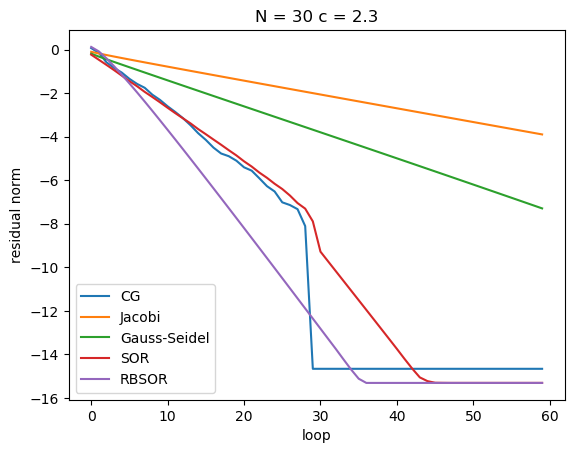 N = 30 c = 2.3
residual norm
0
−2
−4
−6
−8
−10
−12
−14
−16
CG
Jacobi
Gauss-Seidel
SOR
RBSOR
0 10 20 30 40 50 60
loop